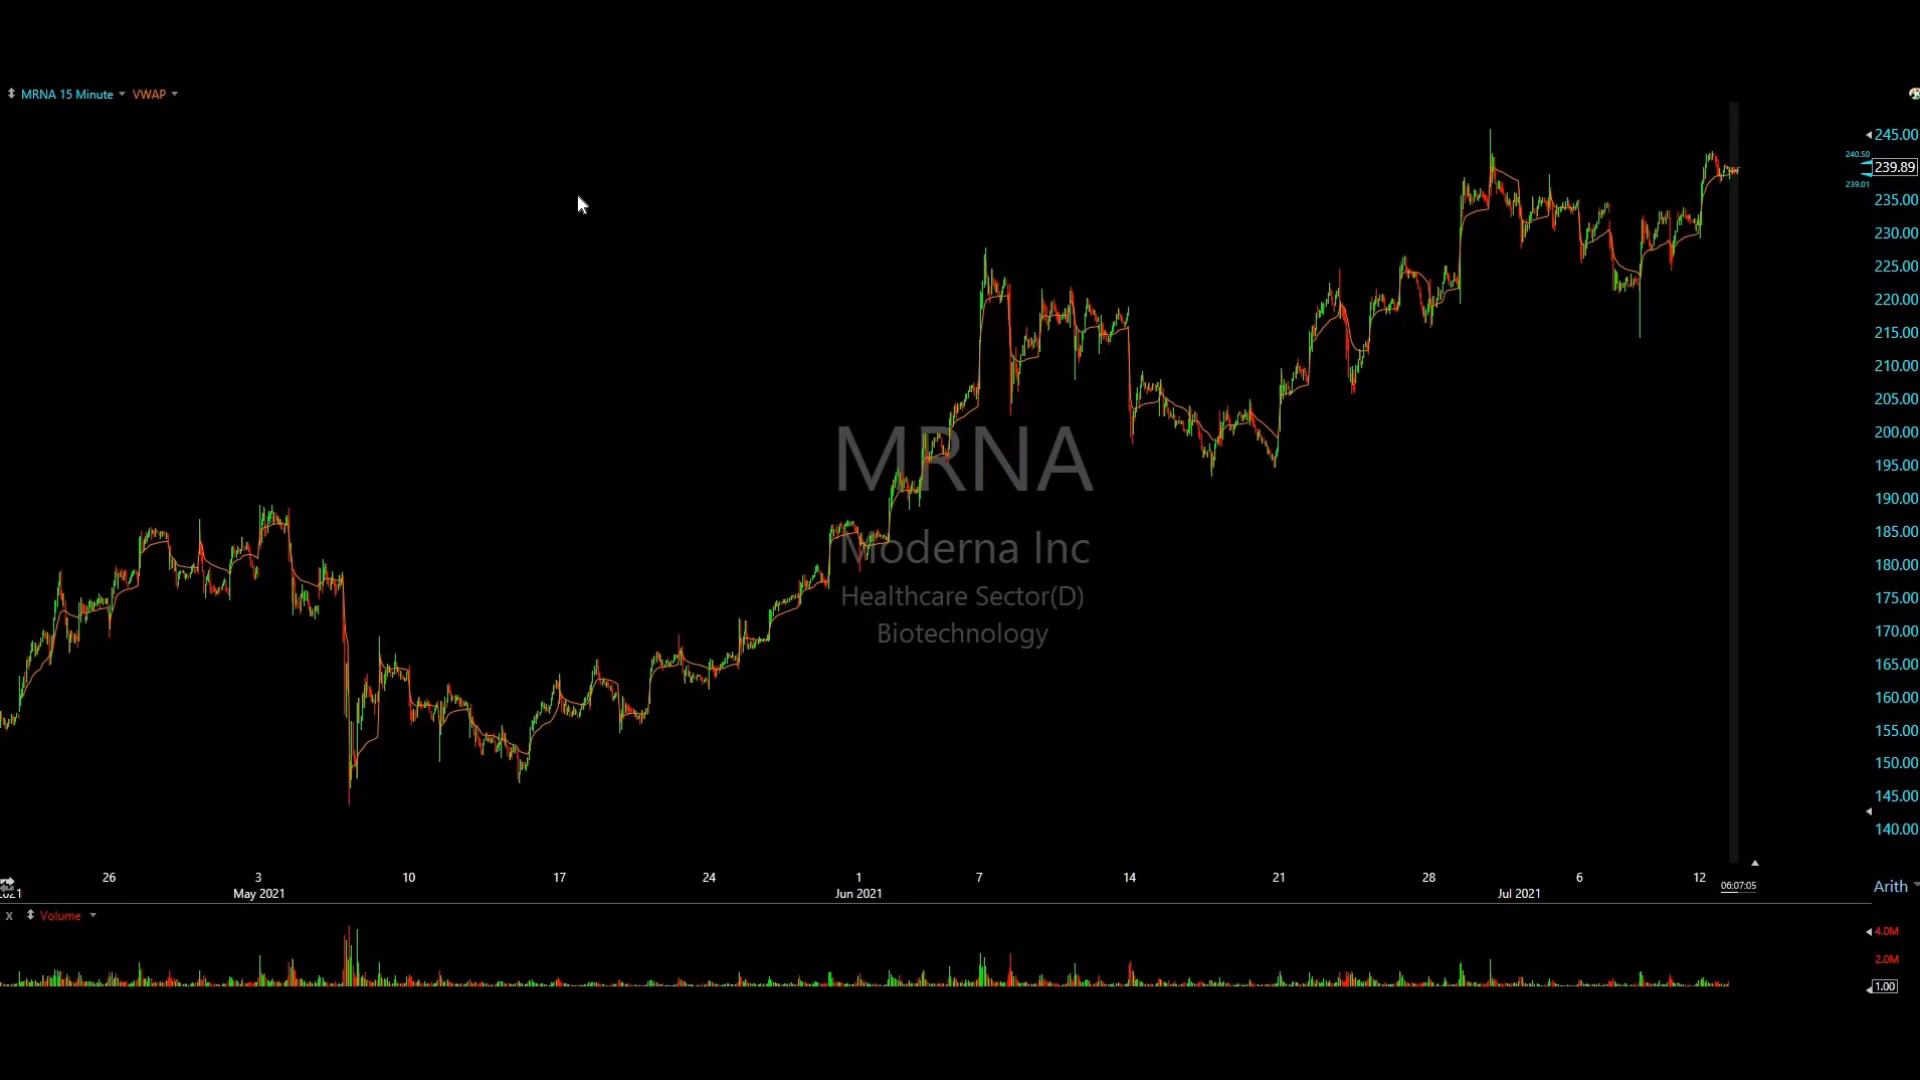 MRNA 15 Minute VWAP
245.00
240.50
239.89
239.01
235.00
230.00
225.00
220.00
215.00
210.00
205.00
200.00
195.00
190.00
185.00
180.00
175.00
170.00
165.00
160.00
155.00
150.00
145.00
140.00
MRNA
Moderna Inc
Healthcare Sector(D)
Biotechnology
26 3 10 17 24 1 7 14 21 28 6 12
May 2021 Jun 2021 Jul 2021 06:07:05 Arith
X Volume
4.0M
2.0M
1.00